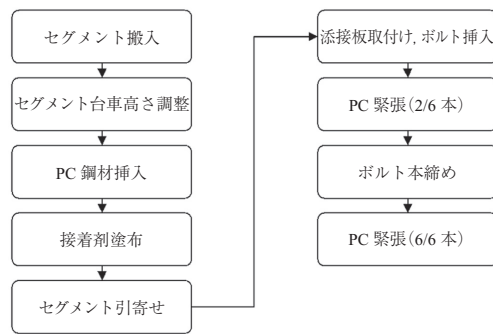 セグメント搬入
セグメント台車高さ調整
PC 鋼材挿入
接着剤塗布
セグメント引寄せ
添接板取付け, ボルト挿入
PC 緊張(2/6 本)
ボルト本締め
PC 緊張(6/6 本)